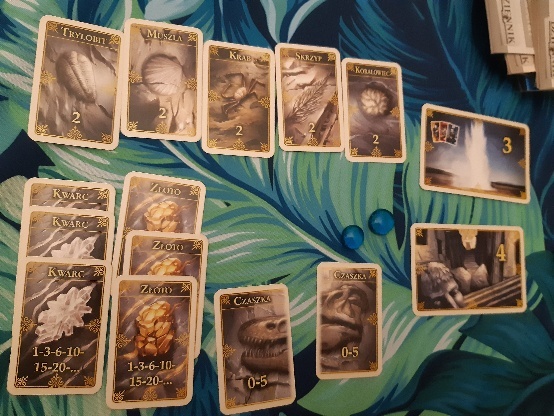 TRYLOBIT
2
MUSZLA
2
KRAB
2
SKRZYP
2
KORALOWIEC
2
3
4
KWARC
KWARC
KWARC
1-3-6-10-
15-20-...
ZŁOTO
ZŁOTO
ZŁOTO
1-3-6-10-
15-20-...
CZASZKA
0-5
CZASZKA
0-5